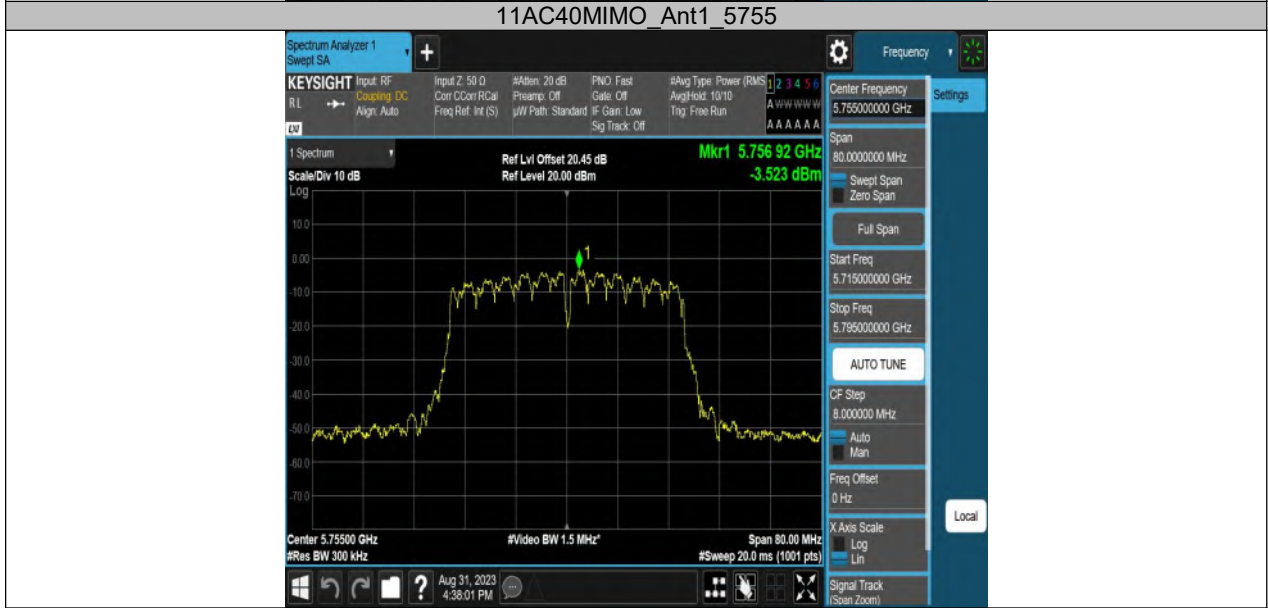 11AC40MIMO_Ant1_5755
Spectrum Analyzer 1
Swept SA
+
Frequency
KEYSIGHT
RL
LXI
Input: RF
Coupling: DC
Align: Auto
Input Z: 50 Ω
Corr CCorr RCal
Freq Ref: Int (S)
#Atten: 20 dB
Preamp: Off
µW Path: Standard
PNO: Fast
Gate: Off
IF Gain: Low
Sig Track: Off
#Avg Type: Power (RMS
Avg|Hold: 10/10
Trig: Free Run
1 2 3 4 5 6
A W W W W W
A A A A A A
Center Frequency
5.755000000 GHz
Settings
Span
80.0000000 MHz
Swept Span
Zero Span
Full Span
Start Freq
5.715000000 GHz
Stop Freq
5.795000000 GHz
AUTO TUNE
CF Step
8.000000 MHz
Auto
Man
Freq Offset
0 Hz
X Axis Scale
Log
Lin
Signal Track
(Span Zoom)
Local
1 Spectrum
Scale/Div 10 dB
Ref Lvl Offset 20.45 dB
Ref Level 20.00 dBm
Mkr1 5.756 92 GHz
-3.523 dBm
Log
10.0
0.00
-10.0
-20.0
-30.0
-40.0
-50.0
-60.0
-70.0
1
Center 5.75500 GHz
#Video BW 1.5 MHz*
Span 80.00 MHz
#Res BW 300 kHz
#Sweep 20.0 ms (1001 pts)
?
Aug 31, 2023
4:38:01 PM